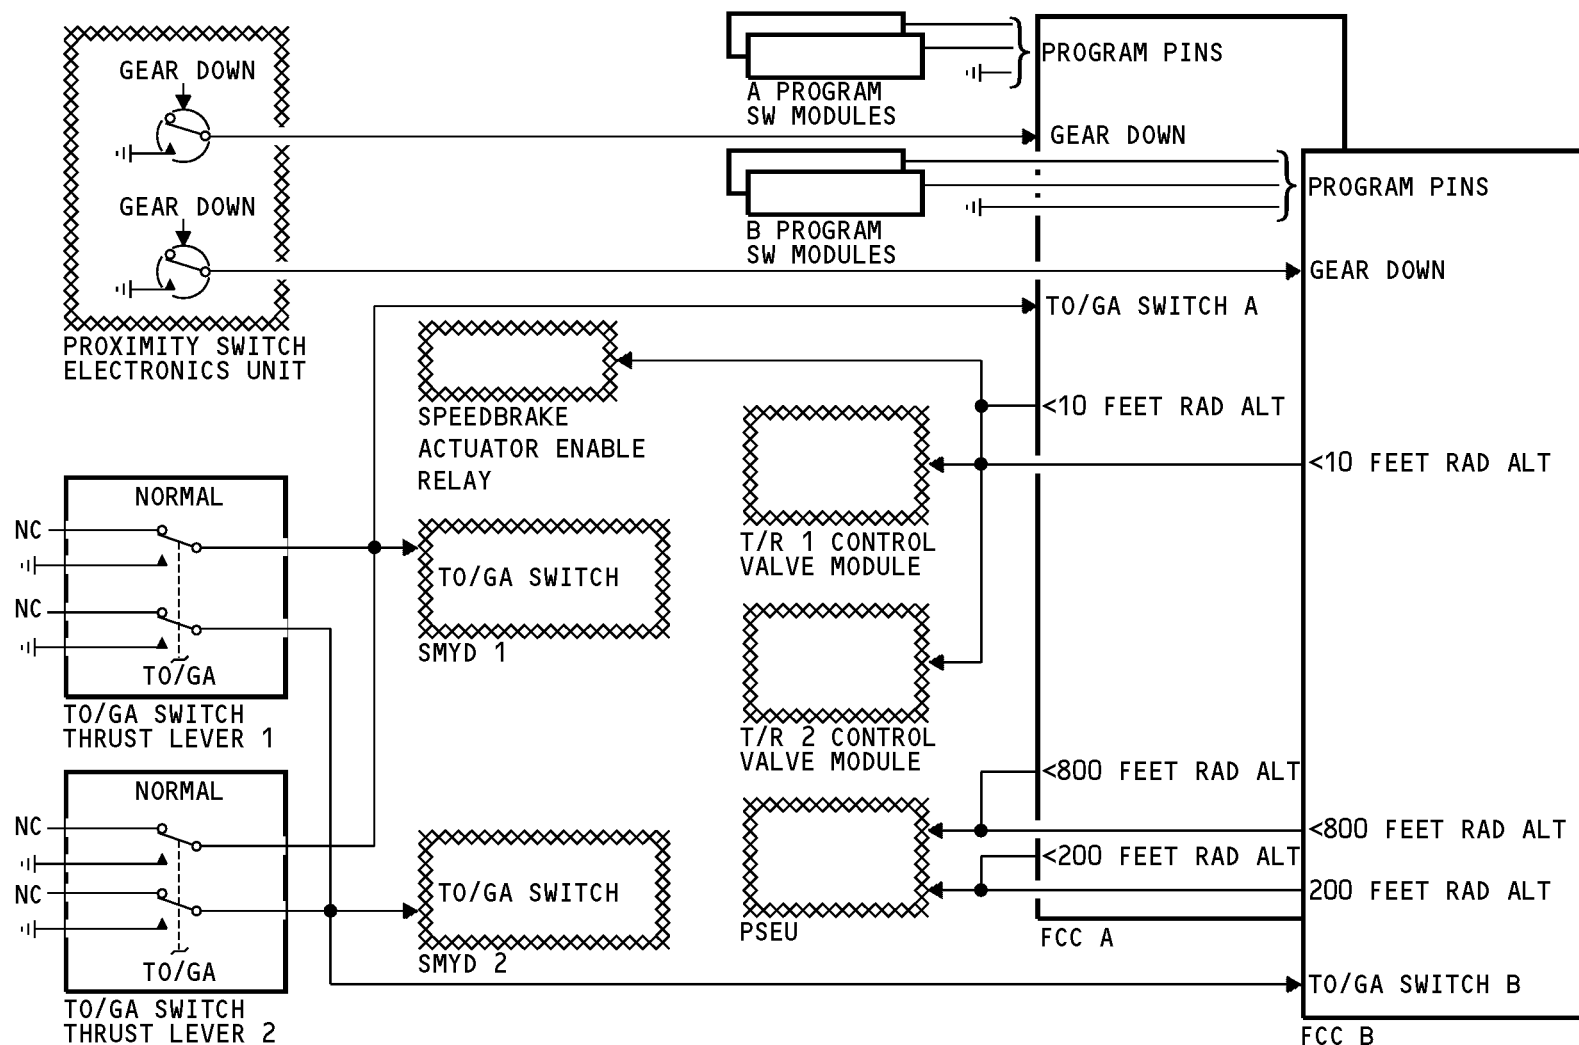 GEAR DOWN
GEAR DOWN
PROXIMITY SWITCH
ELECTRONICS UNIT
A PROGRAM
SW MODULES
B PROGRAM
SW MODULES
PROGRAM PINS
GEAR DOWN
PROGRAM PINS
GEAR DOWN
TO/GA SWITCH A
SPEEDBRAKE
ACTUATOR ENABLE
RELAY
<10 FEET RAD ALT
<10 FEET RAD ALT
NORMAL
NC
NC
TO/GA
TO/GA SWITCH
THRUST LEVER 1
TO/GA SWITCH
SMYD 1
T/R 1 CONTROL
VALVE MODULE
T/R 2 CONTROL
VALVE MODULE
<800 FEET RAD ALT
<800 FEET RAD ALT
<200 FEET RAD ALT
200 FEET RAD ALT
PSEU
FCC A
NORMAL
NC
NC
TO/GA
TO/GA SWITCH
THRUST LEVER 2
TO/GA SWITCH
SMYD 2
TO/GA SWITCH B
FCC B